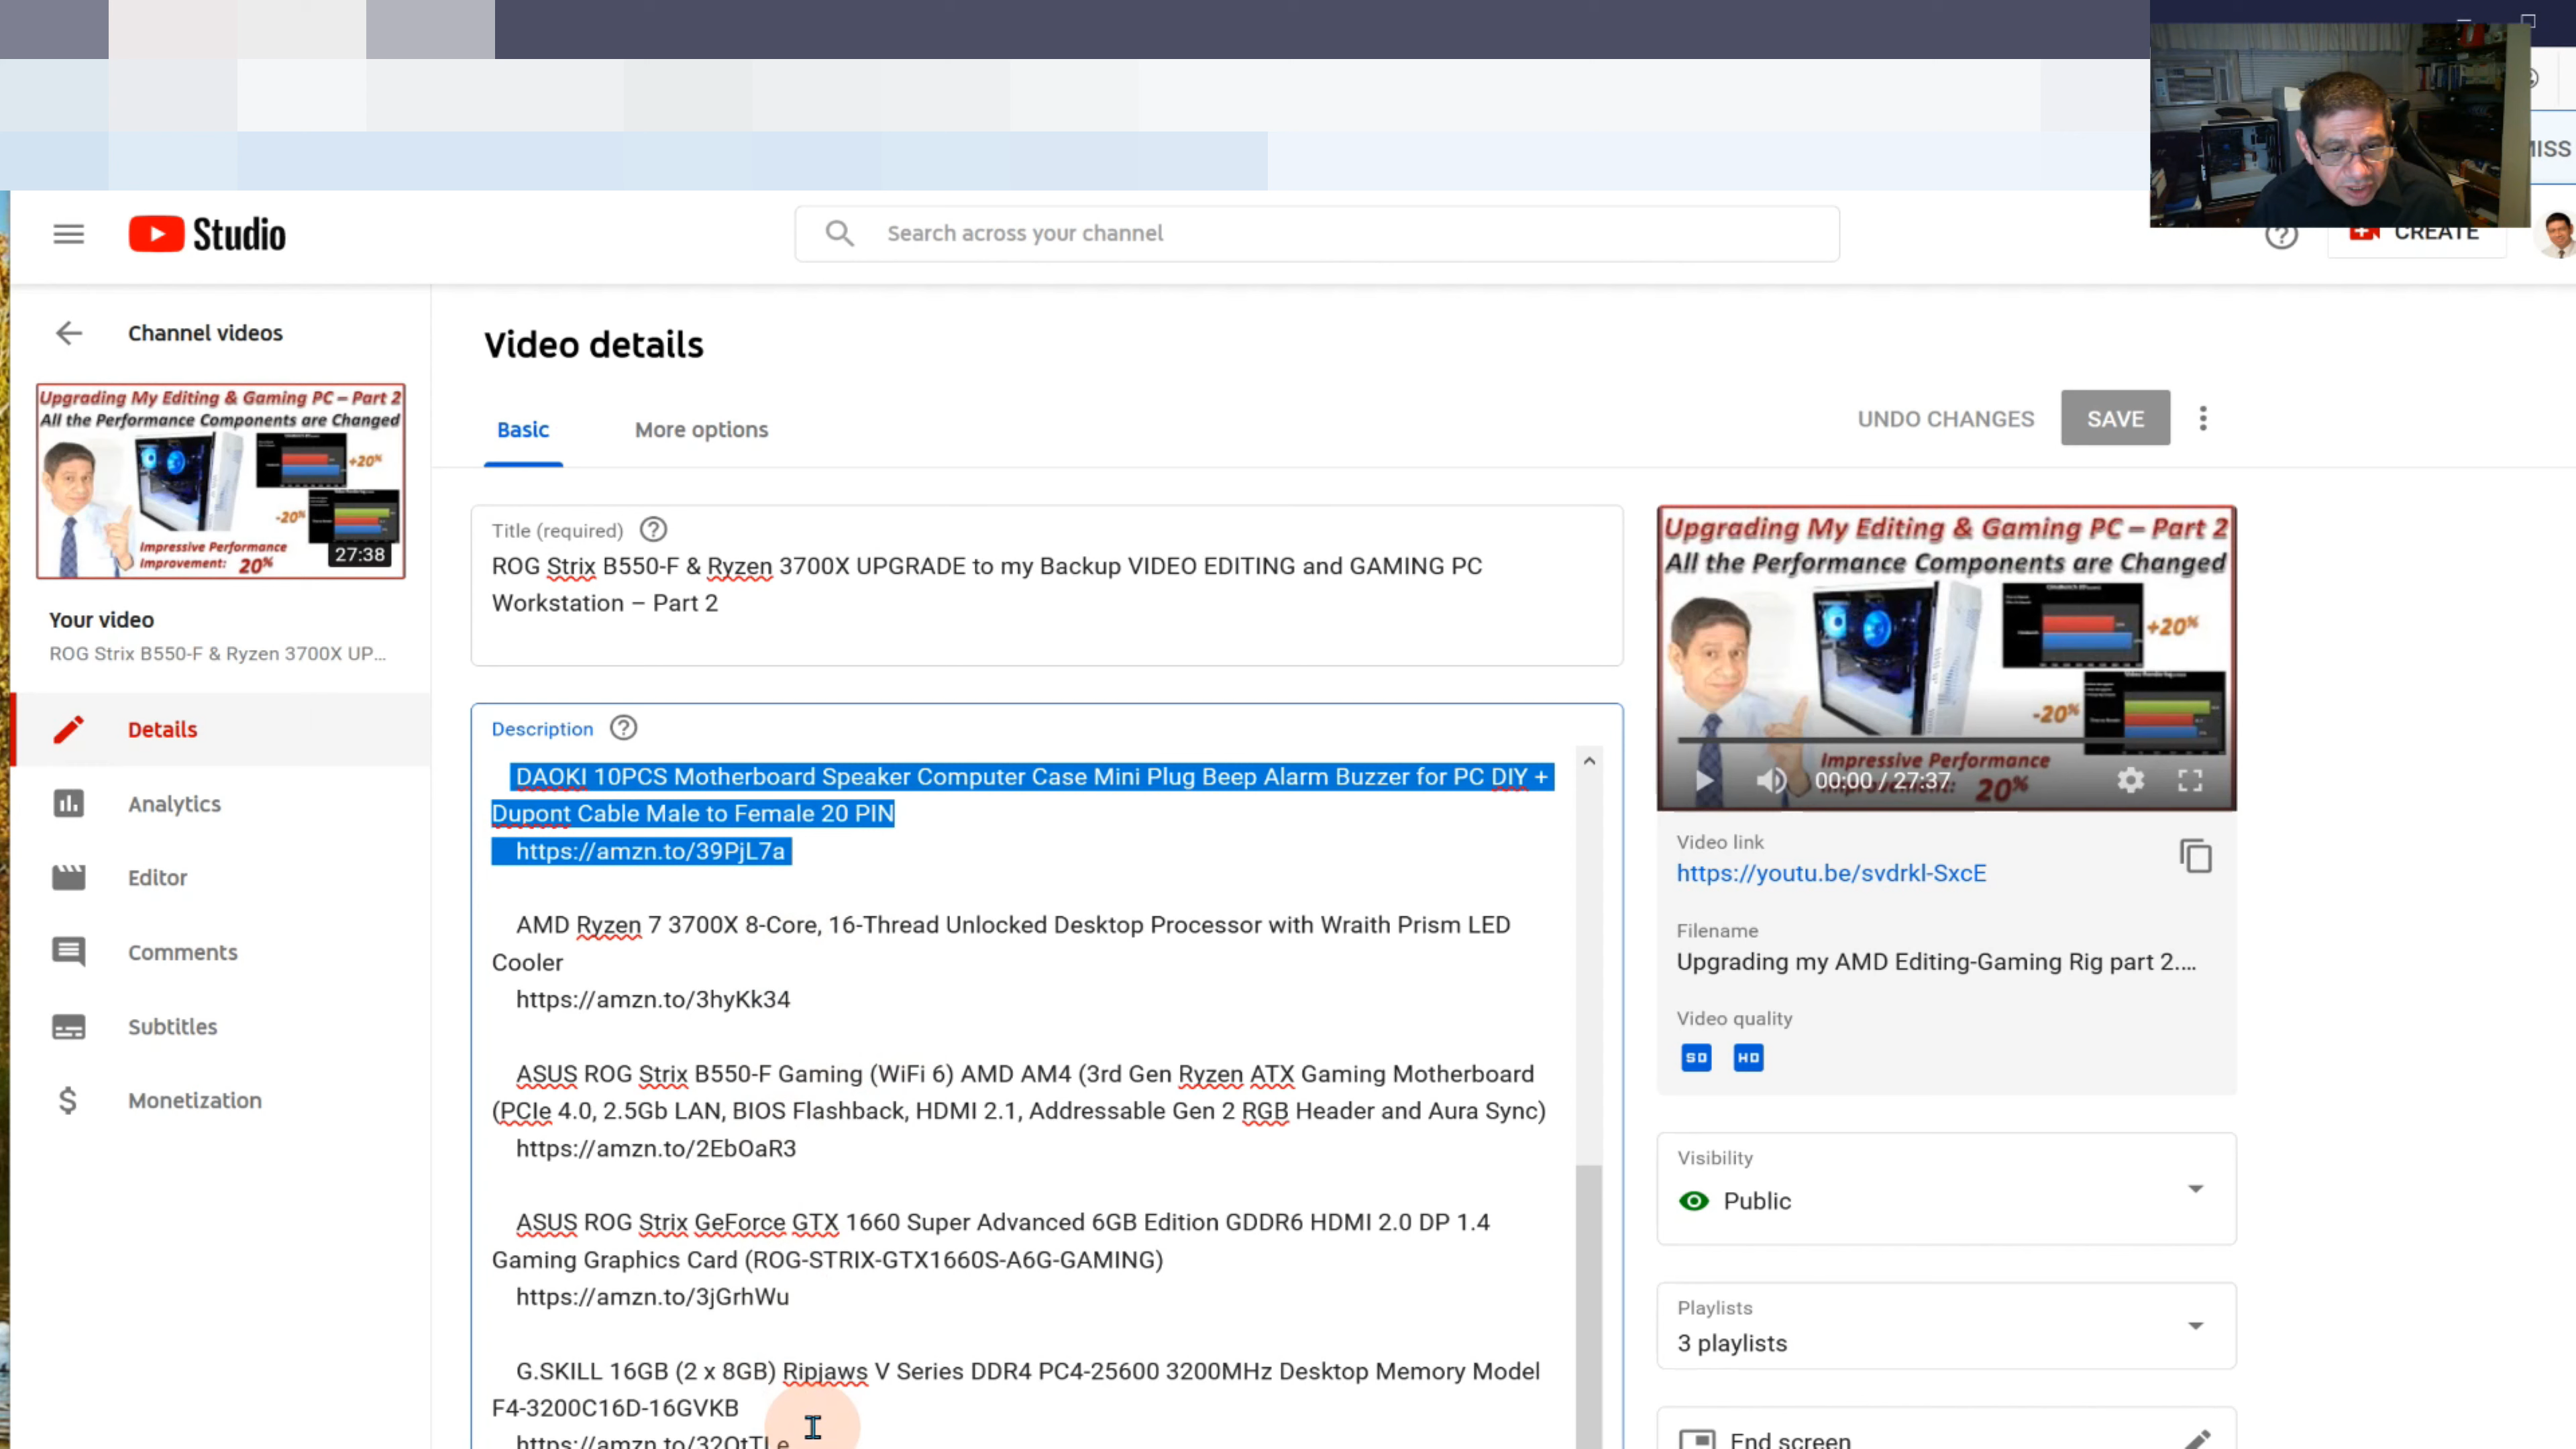 MISS
Studio
Search across your channel
CREATE
Channel videos
Upgrading My Editing & Gaming PC – Part 2
All the Performance Components are Changed
+20%
-20%
Impressive Performance
Improvement: 20%
27:38
Your video
ROG Strix B550-F & Ryzen 3700X UP...
Details
Analytics
Editor
Comments
Subtitles
Monetization
Video details
Basic
More options
UNDO CHANGES
SAVE
Title (required)
ROG Strix B550-F & Ryzen 3700X UPGRADE to my Backup VIDEO EDITING and GAMING PC
Workstation – Part 2
Description
DAOKI 10PCS Motherboard Speaker Computer Case Mini Plug Beep Alarm Buzzer for PC DIY +
Dupont Cable Male to Female 20 PIN
https://amzn.to/39PjL7a
AMD Ryzen 7 3700X 8-Core, 16-Thread Unlocked Desktop Processor with Wraith Prism LED
Cooler
https://amzn.to/3hyKk34
ASUS ROG Strix B550-F Gaming (WiFi 6) AMD AM4 (3rd Gen Ryzen ATX Gaming Motherboard
(PCIe 4.0, 2.5Gb LAN, BIOS Flashback, HDMI 2.1, Addressable Gen 2 RGB Header and Aura Sync)
https://amzn.to/2EbOaR3
ASUS ROG Strix GeForce GTX 1660 Super Advanced 6GB Edition GDDR6 HDMI 2.0 DP 1.4
Gaming Graphics Card (ROG-STRIX-GTX1660S-A6G-GAMING)
https://amzn.to/3jGrhWu
G.SKILL 16GB (2 x 8GB) Ripjaws V Series DDR4 PC4-25600 3200MHz Desktop Memory Model
F4-3200C16D-16GVKB
Upgrading My Editing & Gaming PC – Part 2
All the Performance Components are Changed
+20%
-20%
Impressive Performance
Improvement: 20%
00:00 / 27:37
Video link
https://youtu.be/svdrkl-SxcE
Filename
Upgrading my AMD Editing-Gaming Rig part 2....
Video quality
SD HD
Visibility
Public
Playlists
3 playlists
End screen